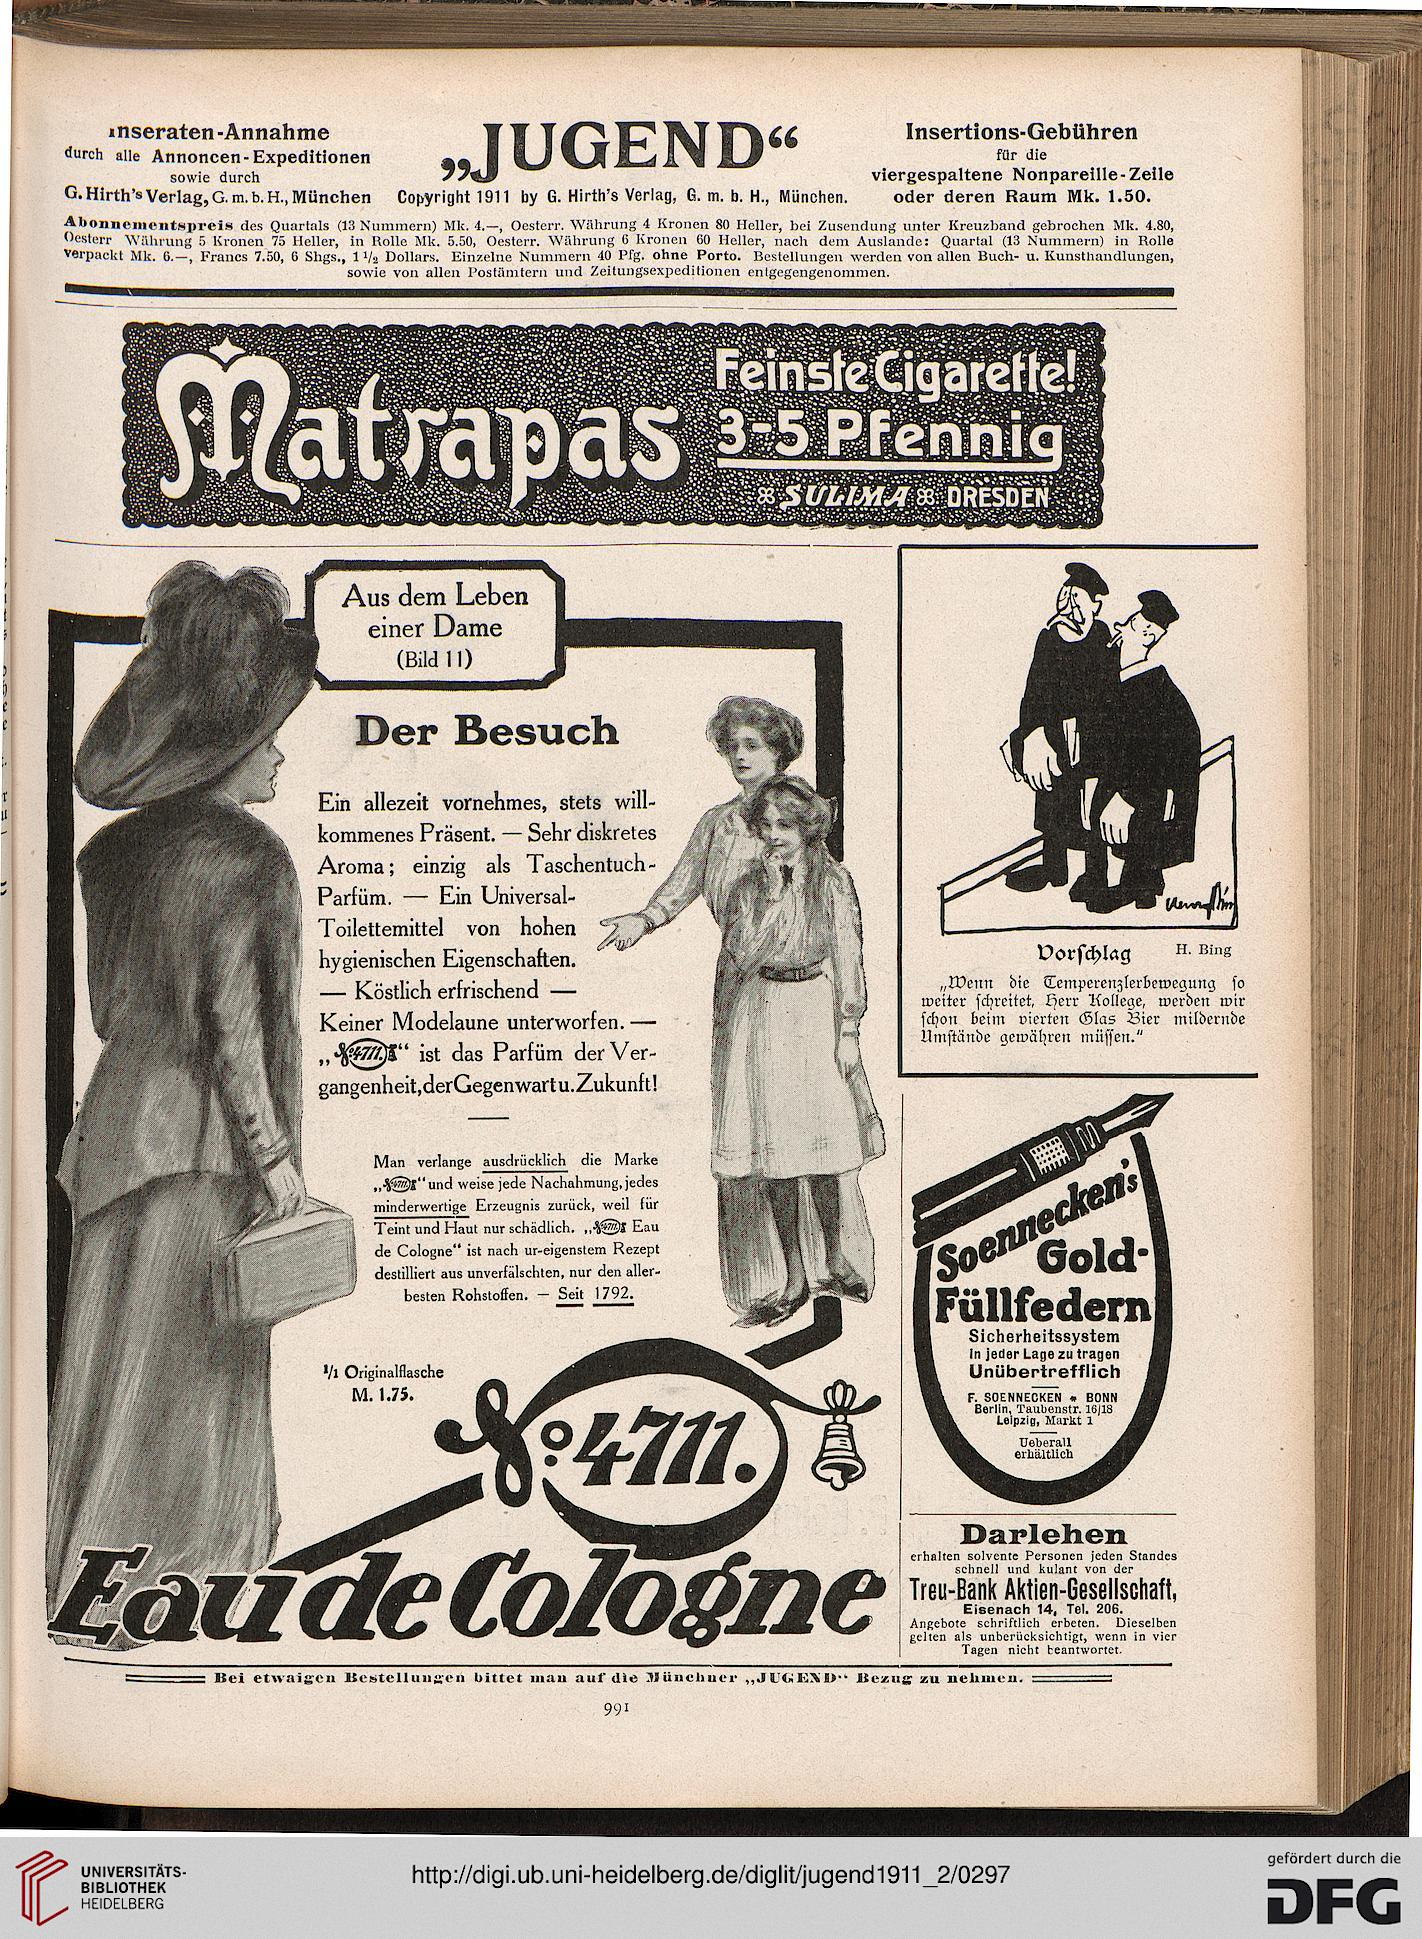 Inseraten-Annahme
durch alle Annoncen-Expeditionen
sowie durch
G. Hirth's Verlag, G. m. b. H., München
„JUGEND“
Copyright 1911 by G. Hirth's Verlag, G. m. b. H., München.
Insertions-Gebühren
für die
viergespaltene Nonpareille-Zeile
oder deren Raum Mk. 1.50.
Abonnementspreis des Quartals (13 Nummern) Mk. 4.—, Oesterr. Währung 4 Kronen 80 Heller, bei Zusendung unter Kreuzband gebrochen Mk. 4.80,
Oesterr Währung 5 Kronen 75 Heller, in Rolle Mk. 5.50, Oesterr. Währung 6 Kronen 60 Heller, nach dem Auslande: Quartal (13 Nummern) in Rolle
verpackt Mk. 6.—, Francs 7.50, 6 Shgs., 1 1/2 Dollars. Einzelne Nummern 40 Pfg. ohne Porto. Bestellungen werden von allen Buch- u. Kunsthandlungen,
sowie von allen Postämtern und Zeitungsexpeditionen entgegengenommen.
Matrapas
Feinste Cigarette!
3-5 Pfennig
SULIMA DRESDEN
Aus dem Leben
einer Dame
(Bild 11)
Der Besuch
Ein allezeit vornehmes, stets will-
kommenes Präsent. — Sehr diskretes
Aroma; einzig als Taschentuch-
Parfüm. — Ein Universal-
Toilettemittel von hohen
hygienischen Eigenschaften.
— Köstlich erfrischend —
Keiner Modelaune unterworfen. —
„No 4711.“ ist das Parfüm der Ver-
gangenheit, der Gegenwart u. Zukunft!
Man verlange ausdrücklich die Marke
„No 4711.“ und weise jede Nachahmung, jedes
minderwertige Erzeugnis zurück, weil für
Teint und Haut nur schädlich. „No 4711. Eau
de Cologne“ ist nach ur-eigenstem Rezept
destilliert aus unverfälschten, nur den aller-
besten Rohstoffen. — Seit 1792.
1/1 Originalflasche
M. 1.75.
No 4711.
Eau de Cologne
Vorschlag
H. Bing
„Wenn die Temperenzlerbewegung so
weiter schreitet, Herr Kollege, werden wir
schon beim vierten Glas Bier mildernde
Umstände gewähren müssen.“
Soennecken's
Gold-
Füllfedern
Sicherheitssystem
In jeder Lage zu tragen
Unübertrefflich
F. SOENNECKEN * BONN
Berlin, Taubenstr. 16/18
Leipzig, Markt 1
Ueberall
erhältlich
Darlehen
erhalten solvente Personen jeden Standes
schnell und kulant von der
Treu-Bank Aktien-Gesellschaft,
Eisenach 14, Tel. 206.
Angebote schriftlich erbeten. Dieselben
gelten als unberücksichtigt, wenn in vier
Tagen nicht beantwortet.
Bei etwaigen Bestellungen bittet man auf die Münchner „JUGEND“ Bezug zu nehmen.
991
UNIVERSITÄTS-
BIBLIOTHEK
HEIDELBERG
http://digi.ub.uni-heidelberg.de/diglit/jugend1911_2/0297
gefördert durch die
DFG